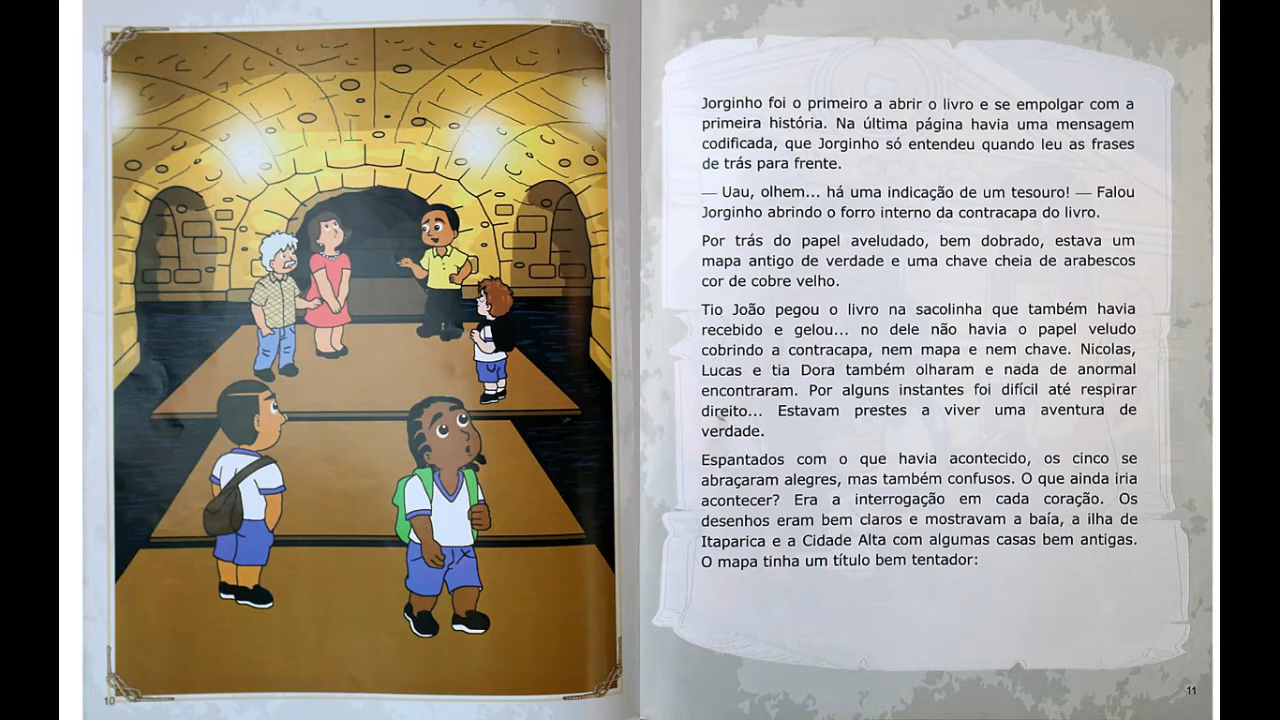 Jorginho foi o primeiro a abrir o livro e se empolgar com a
primeira história. Na última página havia uma mensagem
codificada, que Jorginho só entendeu quando leu as frases
de trás para frente.
— Uau, olhem... há uma indicação de um tesouro! — Falou
Jorginho abrindo o forro interno da contracapa do livro.
Por trás do papel aveludado, bem dobrado, estava um
mapa antigo de verdade e uma chave cheia de arabescos
cor de cobre velho.
Tio João pegou o livro na sacolinha que também havia
recebido e gelou... no dele não havia o papel veludo
cobrindo a contracapa, nem mapa e nem chave. Nicolas,
Lucas e tia Dora também olharam e nada de anormal
encontraram. Por alguns instantes foi difícil até respirar
direito... Estavam prestes a viver uma aventura de
verdade.
Espantados com o que havia acontecido, os cinco se
abraçaram alegres, mas também confusos. O que ainda iria
acontecer? Era a interrogação em cada coração. Os
desenhos eram bem claros e mostravam a baía, a ilha de
Itaparica e a Cidade Alta com algumas casas bem antigas.
O mapa tinha um título bem tentador:
10
11